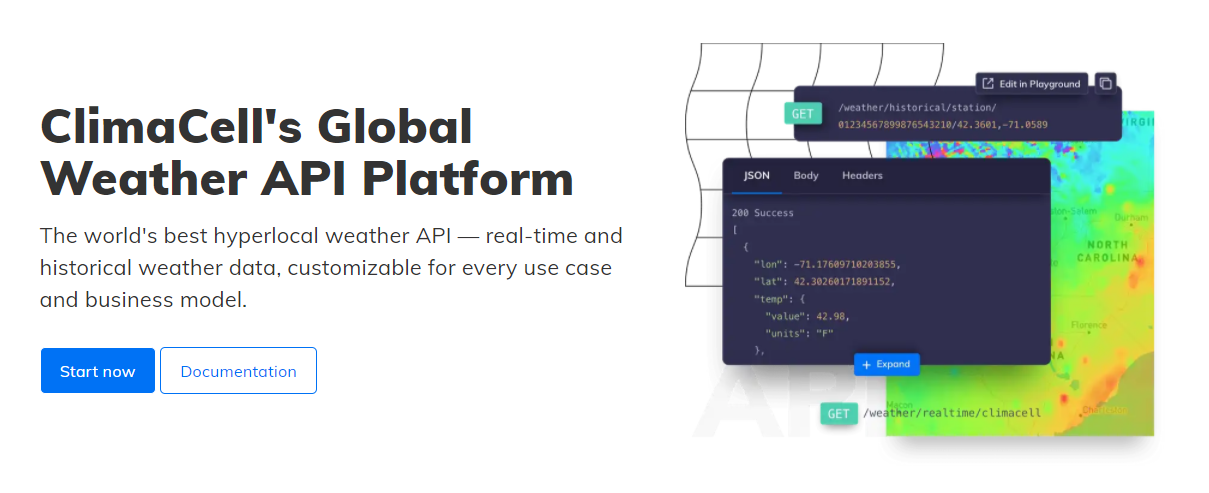 ClimaCell's Global
Weather API Platform
The world's best hyperlocal weather API — real-time and
historical weather data, customizable for every use case
and business model.
Start now
Documentation
Edit in Playground
GET
/weather/historical/station/
01234567899876543210/42.3601,-71.0589
JSON
Body
Headers
200 Success
[
{
"lon": -71.17609710203855,
"lat": 42.30260171891152,
"temp": {
"value": 42.98,
"units": "F"
},
+ Expand
GET
/weather/realtime/climacell
API
Durham
NORTH
CAROLINA
Florence
Macon